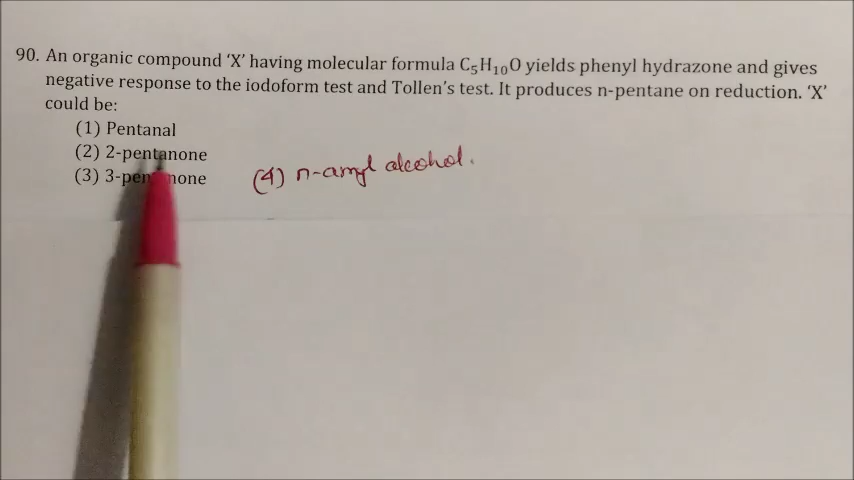 90. An organic compound 'X' having molecular formula C₅H₁₀O yields phenyl hydrazone and gives
negative response to the iodoform test and Tollen's test. It produces n-pentane on reduction. 'X'
could be:
(1) Pentanal
(2) 2-pentanone
(3) 3-pen none
(4) n-amyl alcohol.